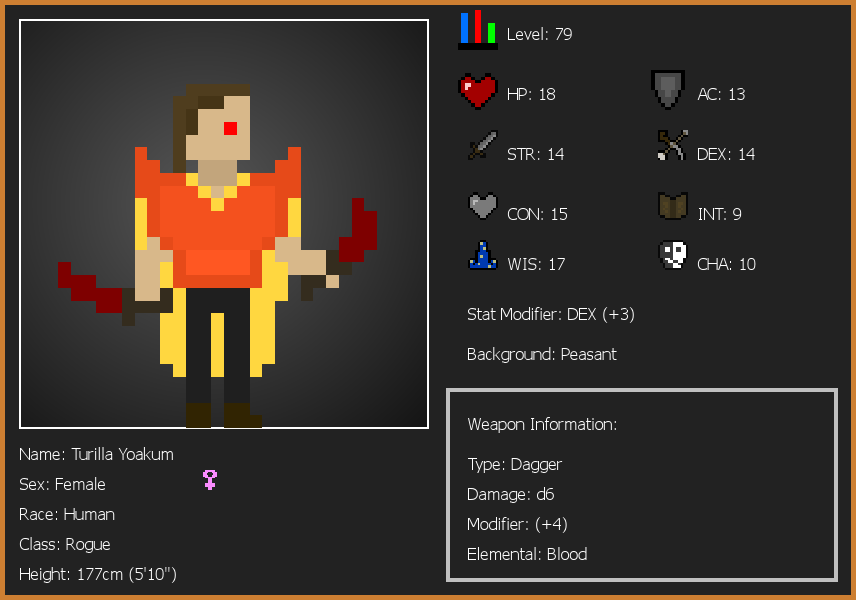 Level: 79
HP: 18
AC: 13
STR: 14
DEX: 14
CON: 15
INT: 9
WIS: 17
CHA: 10
Stat Modifier: DEX (+3)
Background: Peasant
Weapon Information:
Type: Dagger
Damage: d6
Modifier: (+4)
Elemental: Blood
Name: Turilla Yoakum
Sex: Female
Race: Human
Class: Rogue
Height: 177cm (5'10")